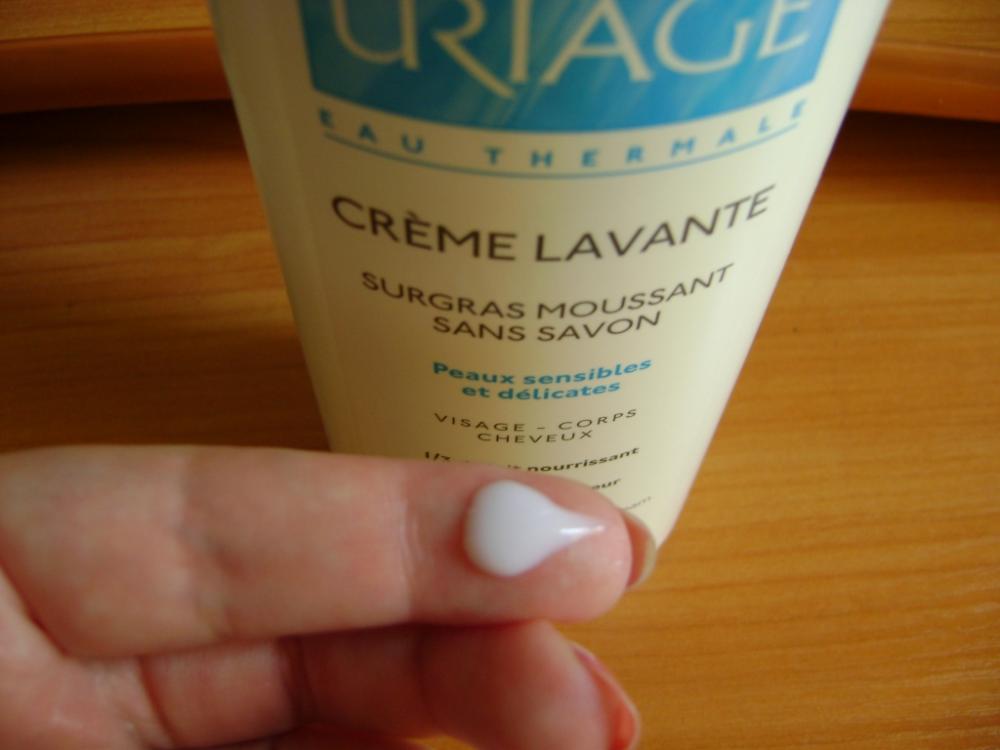 URIAGE
EAU THERMALE
CRÈME LAVANTE
SURGRAS MOUSSANT
SANS SAVON
Peaux sensibles
et délicates
VISAGE - CORPS
CHEVEUX
nourrissant